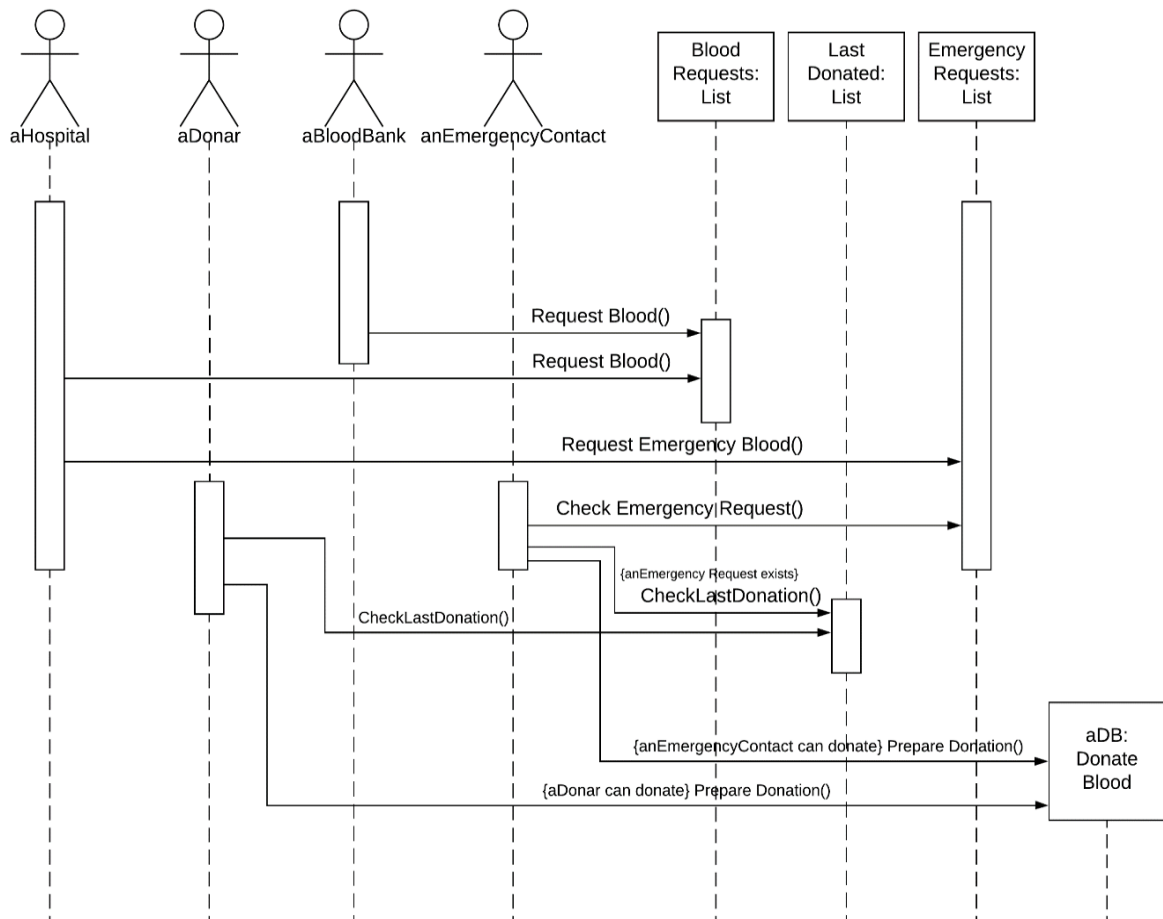 aHospital
aDonar
aBloodBank
anEmergencyContact
Blood
Requests:
List
Last
Donated:
List
Emergency
Requests:
List
Request Blood()
Request Blood()
Request Emergency Blood()
Check Emergency Request()
{anEmergency Request exists}
CheckLastDonation()
CheckLastDonation()
{anEmergencyContact can donate} Prepare Donation()
{aDonar can donate} Prepare Donation()
aDB:
Donate
Blood